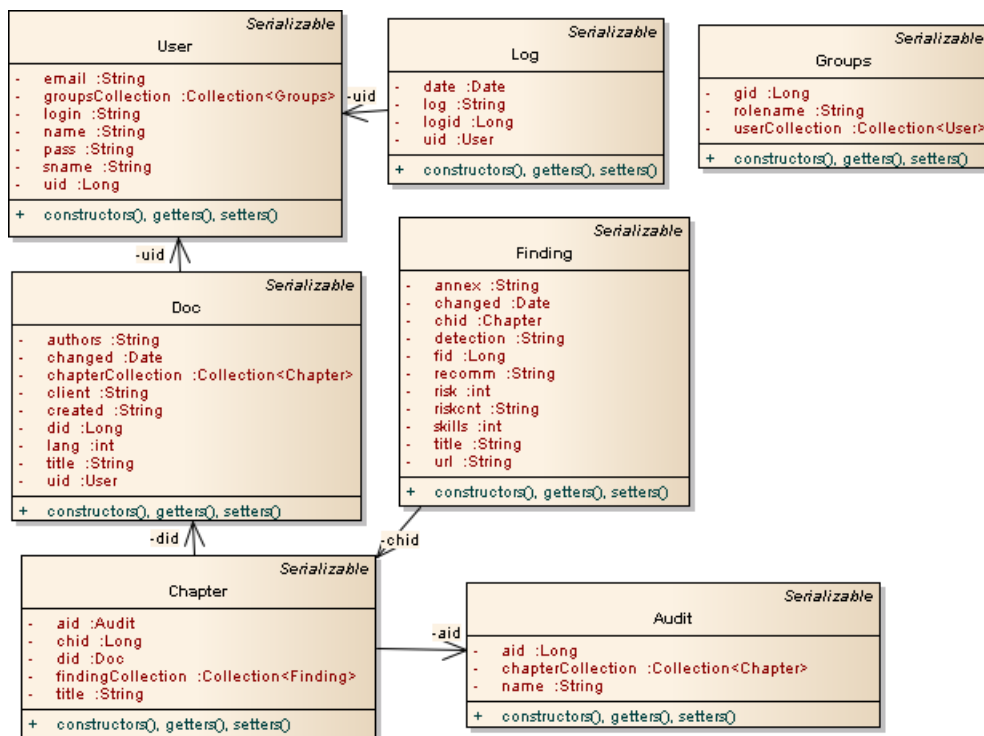 Serializable
User
- email :String
- groupsCollection :Collection<Groups>
- login :String
- name :String
- pass :String
- sname :String
- uid :Long
+ constructors(), getters(), setters()
-uid
Serializable
Log
- date :Date
- log :String
- logid :Long
- uid :User
+ constructors(), getters(), setters()
Serializable
Groups
- gid :Long
- rolename :String
- userCollection :Collection<User>
+ constructors(), getters(), setters()
-uid
Serializable
Doc
- authors :String
- changed :Date
- chapterCollection :Collection<Chapter>
- client :String
- created :String
- did :Long
- lang :int
- title :String
- uid :User
+ constructors(), getters(), setters()
Serializable
Finding
- annex :String
- changed :Date
- chid :Chapter
- detection :String
- fid :Long
- recomm :String
- risk :int
- riskcnt :String
- skills :int
- title :String
- url :String
+ constructors(), getters(), setters()
-did
-chid
Serializable
Chapter
- aid :Audit
- chid :Long
- did :Doc
- findingCollection :Collection<Finding>
- title :String
+ constructors(), getters(), setters()
-aid
Serializable
Audit
- aid :Long
- chapterCollection :Collection<Chapter>
- name :String
+ constructors(), getters(), setters()